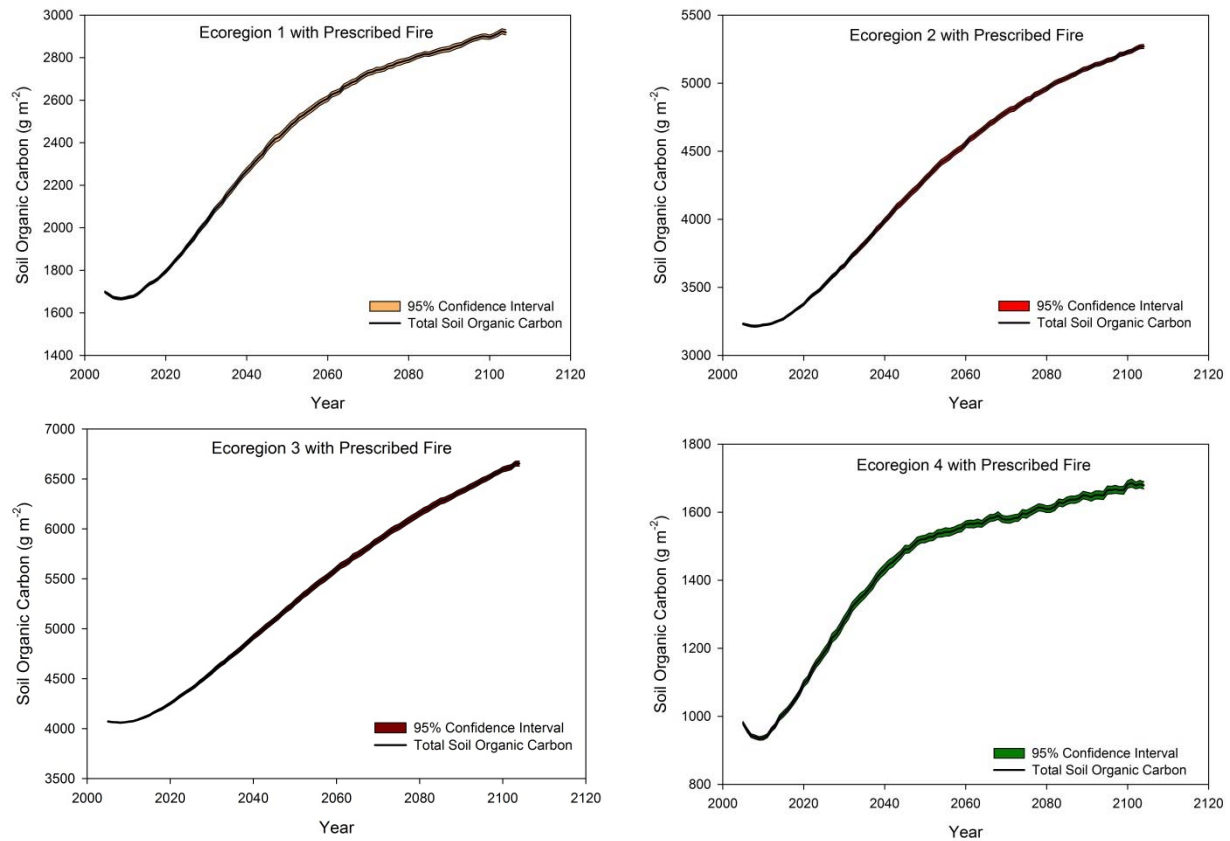 Ecoregion 1 with Prescribed Fire
Soil Organic Carbon (g m⁻²)
3000
2800
2600
2400
2200
2000
1800
1600
1400
95% Confidence Interval
Total Soil Organic Carbon
2000 2020 2040 2060 2080 2100 2120
Year
Ecoregion 2 with Prescribed Fire
Soil Organic Carbon (g m⁻²)
5500
5000
4500
4000
3500
3000
95% Confidence Interval
Total Soil Organic Carbon
2000 2020 2040 2060 2080 2100 2120
Year
Ecoregion 3 with Prescribed Fire
Soil Organic Carbon (g m⁻²)
7000
6500
6000
5500
5000
4500
4000
3500
95% Confidence Interval
Total Soil Organic Carbon
2000 2020 2040 2060 2080 2100 2120
Year
Ecoregion 4 with Prescribed Fire
Soil Organic Carbon (g m⁻²)
1800
1600
1400
1200
1000
800
95% Confidence Interval
Total Soil Organic Carbon
2000 2020 2040 2060 2080 2100 2120
Year